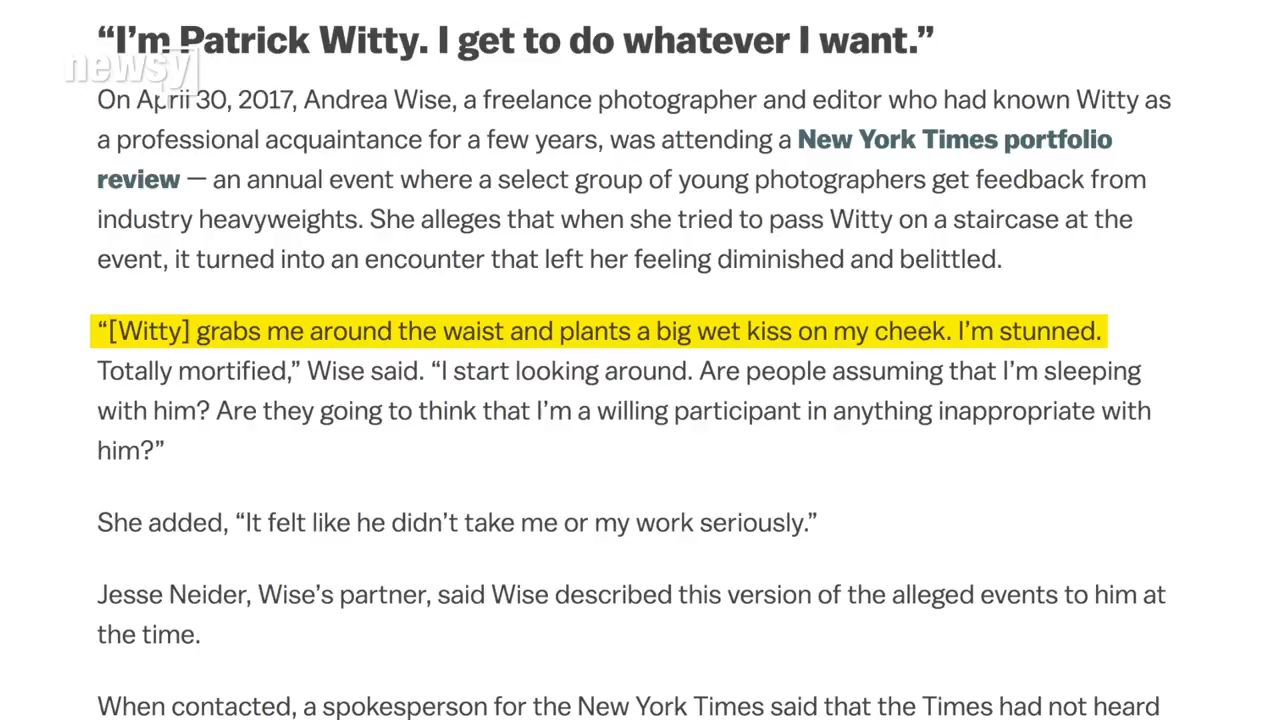 “I’m Patrick Witty. I get to do whatever I want.”
newsy
On April 30, 2017, Andrea Wise, a freelance photographer and editor who had known Witty as
a professional acquaintance for a few years, was attending a New York Times portfolio
review — an annual event where a select group of young photographers get feedback from
industry heavyweights. She alleges that when she tried to pass Witty on a staircase at the
event, it turned into an encounter that left her feeling diminished and belittled.
“[Witty] grabs me around the waist and plants a big wet kiss on my cheek. I’m stunned.
Totally mortified,” Wise said. “I start looking around. Are people assuming that I’m sleeping
with him? Are they going to think that I’m a willing participant in anything inappropriate with
him?”
She added, “It felt like he didn’t take me or my work seriously.”
Jesse Neider, Wise’s partner, said Wise described this version of the alleged events to him at
the time.
When contacted, a spokesperson for the New York Times said that the Times had not heard